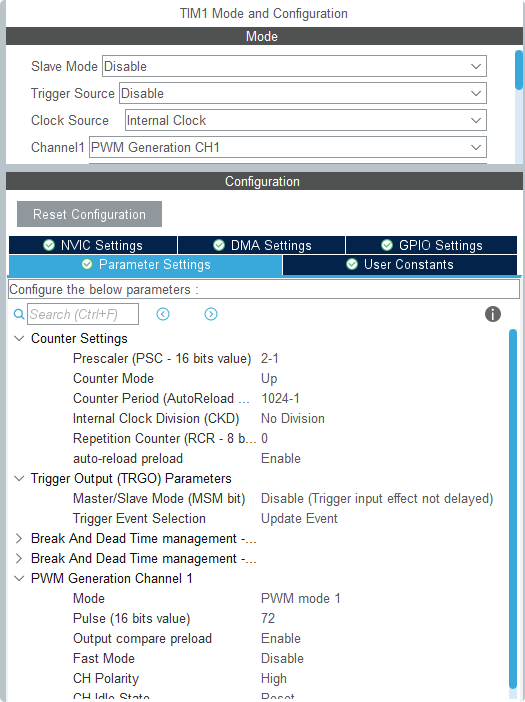 TIM1 Mode and Configuration
Mode
Slave Mode Disable
Trigger Source Disable
Clock Source Internal Clock
Channel1 PWM Generation CH1
Configuration
Reset Configuration
NVIC Settings DMA Settings GPIO Settings
Parameter Settings User Constants
Configure the below parameters :
Search (Ctrl+F)
Counter Settings
Prescaler (PSC - 16 bits value) 2-1
Counter Mode Up
Counter Period (AutoReload ... 1024-1
Internal Clock Division (CKD) No Division
Repetition Counter (RCR - 8 b... 0
auto-reload preload Enable
Trigger Output (TRGO) Parameters
Master/Slave Mode (MSM bit) Disable (Trigger input effect not delayed)
Trigger Event Selection Update Event
Break And Dead Time management -...
Break And Dead Time management -...
PWM Generation Channel 1
Mode PWM mode 1
Pulse (16 bits value) 72
Output compare preload Enable
Fast Mode Disable
CH Polarity High
CH Idle State Reset